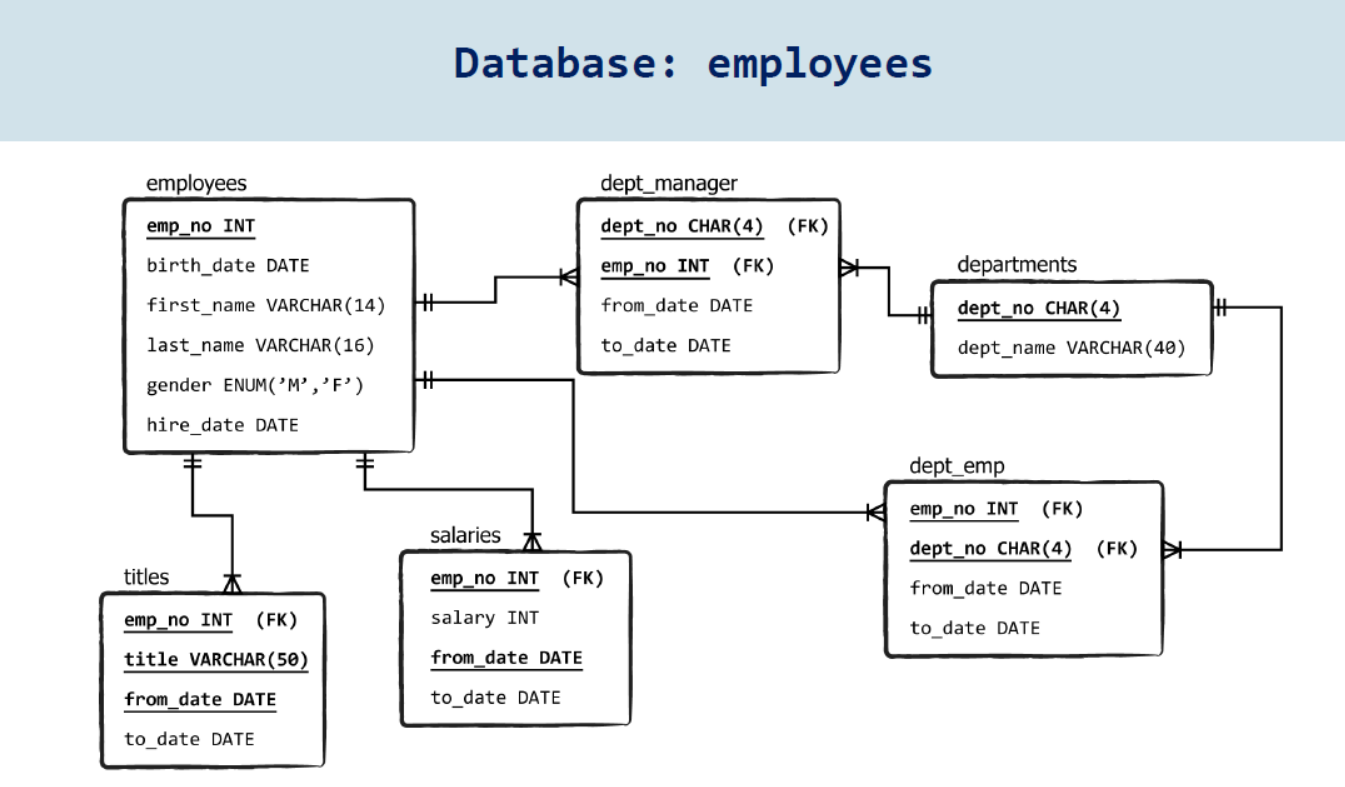 Database: employees
employees
emp_no INT
birth_date DATE
first_name VARCHAR(14)
last_name VARCHAR(16)
gender ENUM(’M’,’F’)
hire_date DATE
dept_manager
dept_no CHAR(4) (FK)
emp_no INT (FK)
from_date DATE
to_date DATE
departments
dept_no CHAR(4)
dept_name VARCHAR(40)
dept_emp
emp_no INT (FK)
dept_no CHAR(4) (FK)
from_date DATE
to_date DATE
salaries
emp_no INT (FK)
salary INT
from_date DATE
to_date DATE
titles
emp_no INT (FK)
title VARCHAR(50)
from_date DATE
to_date DATE